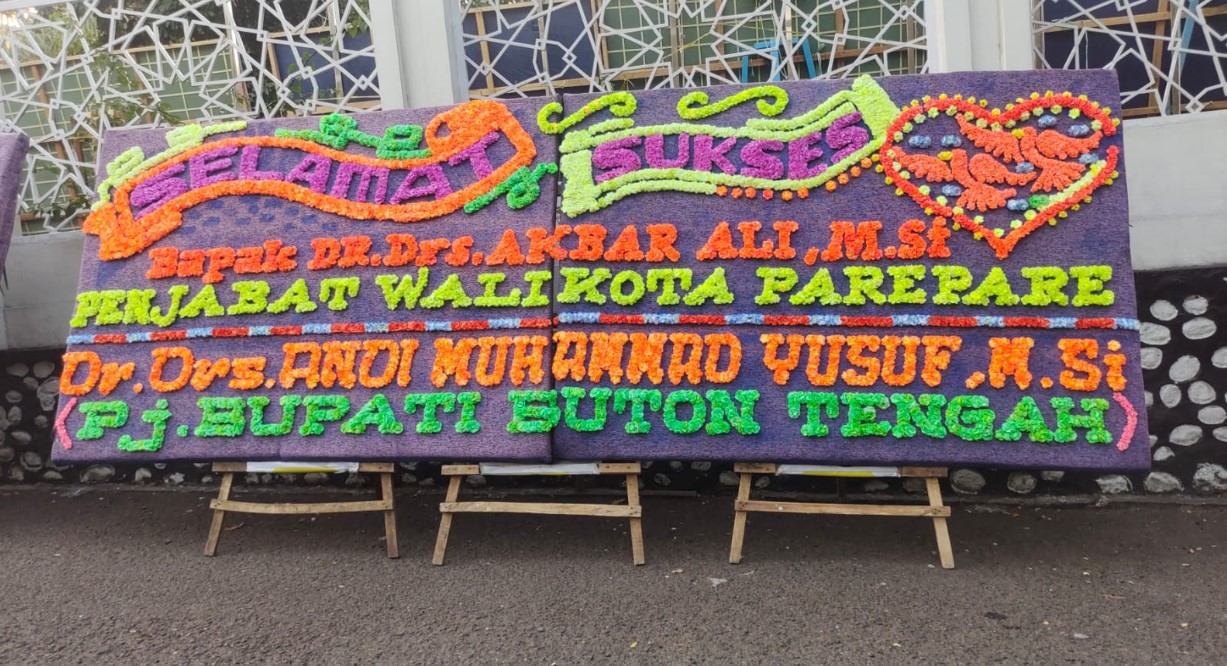 SELAMAT SUKSES
Bapak DR.Drs.AKBAR ALI,.M.Si
PENJABAT WALIKOTA PAREPARE
Dr.Drs.ANDI MUHAMMAD YUSUF,.M.Si
(Pj.BUPATI BUTON TENGAH)